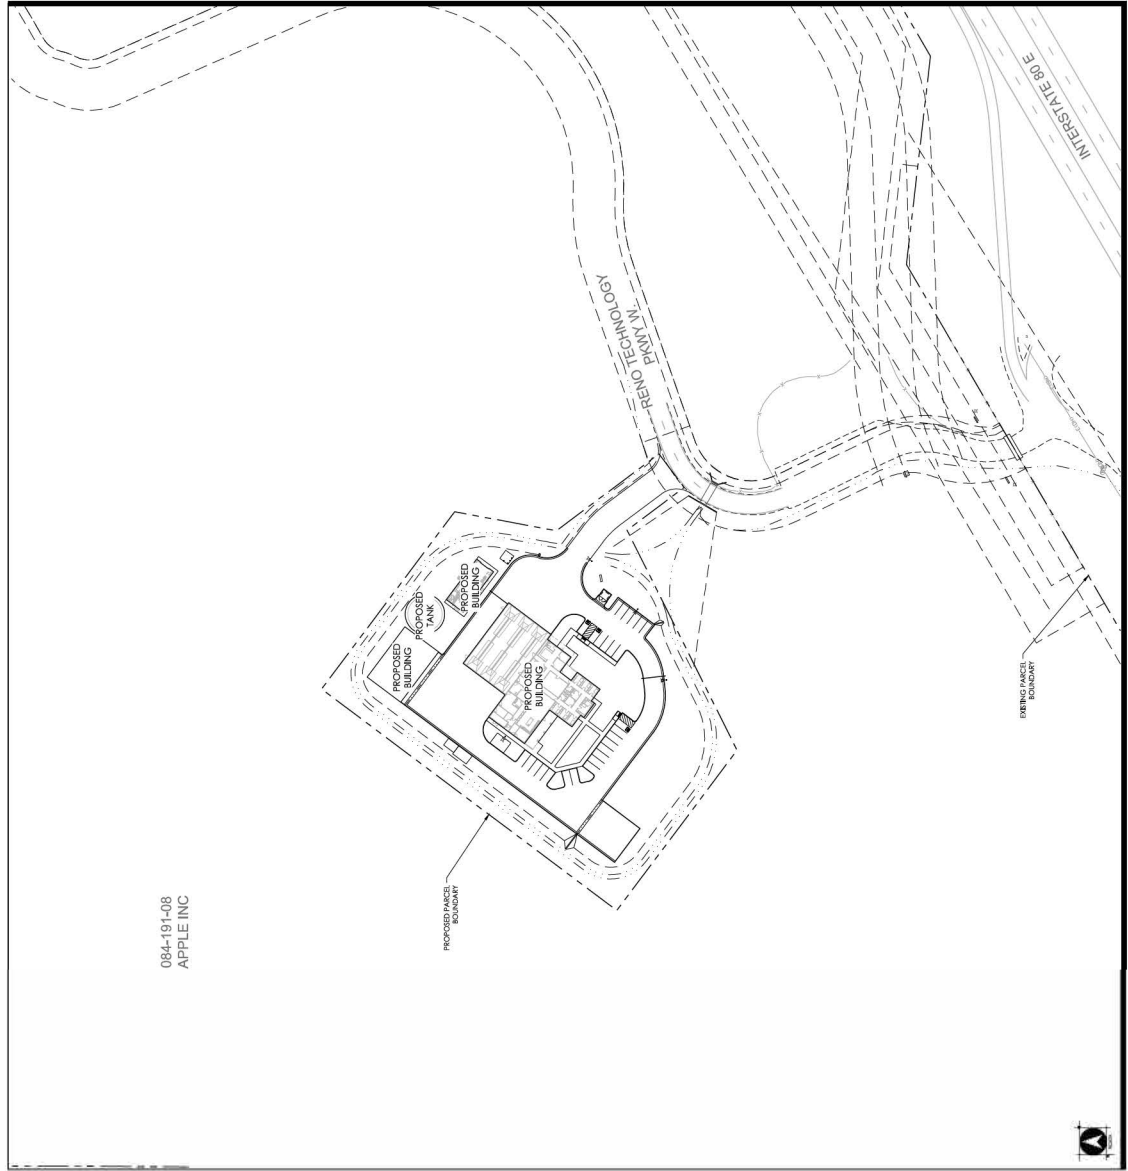 INTERSTATE 80 E
RENO TECHNOLOGY
PKWY W.
PROPOSED
BUILDING
PROPOSED
TANK
PROPOSED
BUILDING
PROPOSED
BUILDING
EXISTING PARCEL
BOUNDARY
PROPOSED PARCEL
BOUNDARY
084-191-08
APPLE INC